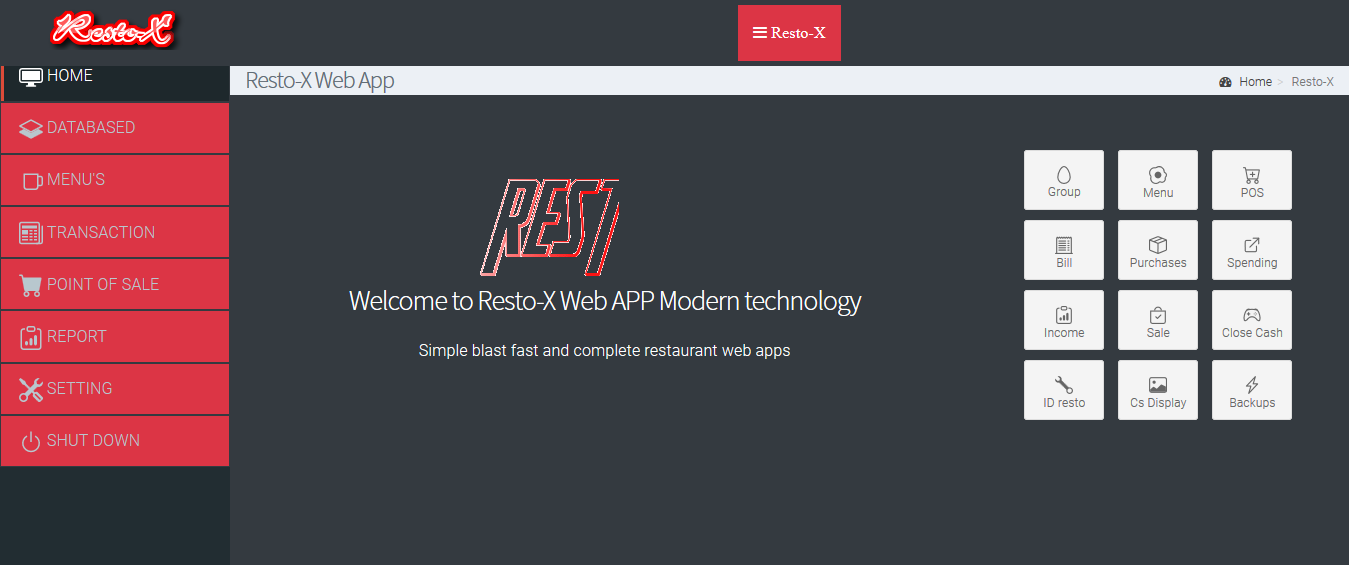 Resto-X
Resto-X
HOME
Resto-X Web App
Home > Resto-X
DATABASED
MENU'S
TRANSACTION
POINT OF SALE
REPORT
SETTING
SHUT DOWN
REST
Welcome to Resto-X Web APP Modern technology
Simple blast fast and complete restaurant web apps
Group
Menu
POS
Bill
Purchases
Spending
Income
Sale
Close Cash
ID resto
Cs Display
Backups